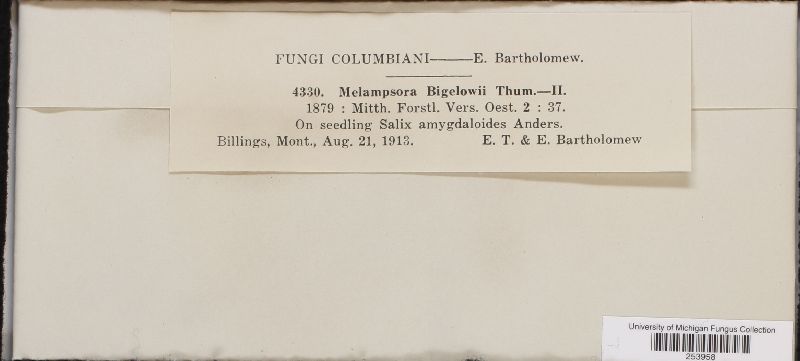 FUNGI COLUMBIANI——E. Bartholomew.
4330. Melampsora Bigelowii Thum.—II.
1879 : Mitth. Forstl. Vers. Oest. 2 : 37.
On seedling Salix amygdaloides Anders.
Billings, Mont., Aug. 21, 1913. E. T. & E. Bartholomew
University of Michigan Fungus Collection
253958